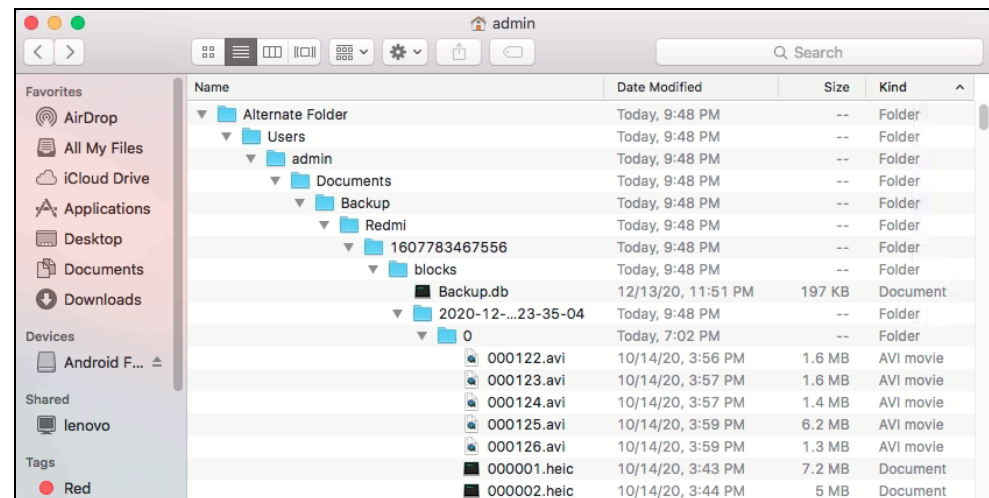 admin
Search
Favorites
AirDrop
All My Files
iCloud Drive
Applications
Desktop
Documents
Downloads
Devices
Android F...
Shared
lenovo
Tags
Red
Name Date Modified Size Kind
Alternate Folder Today, 9:48 PM -- Folder
Users Today, 9:48 PM -- Folder
admin Today, 9:48 PM -- Folder
Documents Today, 9:48 PM -- Folder
Backup Today, 9:48 PM -- Folder
Redmi Today, 9:48 PM -- Folder
1607783467556 Today, 9:48 PM -- Folder
blocks Today, 9:48 PM -- Folder
Backup.db 12/13/20, 11:51 PM 197 KB Document
2020-12-...23-35-04 Today, 9:48 PM -- Folder
0 Today, 7:02 PM -- Folder
000122.avi 10/14/20, 3:56 PM 1.6 MB AVI movie
000123.avi 10/14/20, 3:57 PM 1.6 MB AVI movie
000124.avi 10/14/20, 3:57 PM 1.4 MB AVI movie
000125.avi 10/14/20, 3:59 PM 6.2 MB AVI movie
000126.avi 10/14/20, 3:59 PM 1.3 MB AVI movie
000001.heic 10/14/20, 3:43 PM 7.2 MB Document
000002.heic 10/14/20, 3:44 PM 5 MB Document